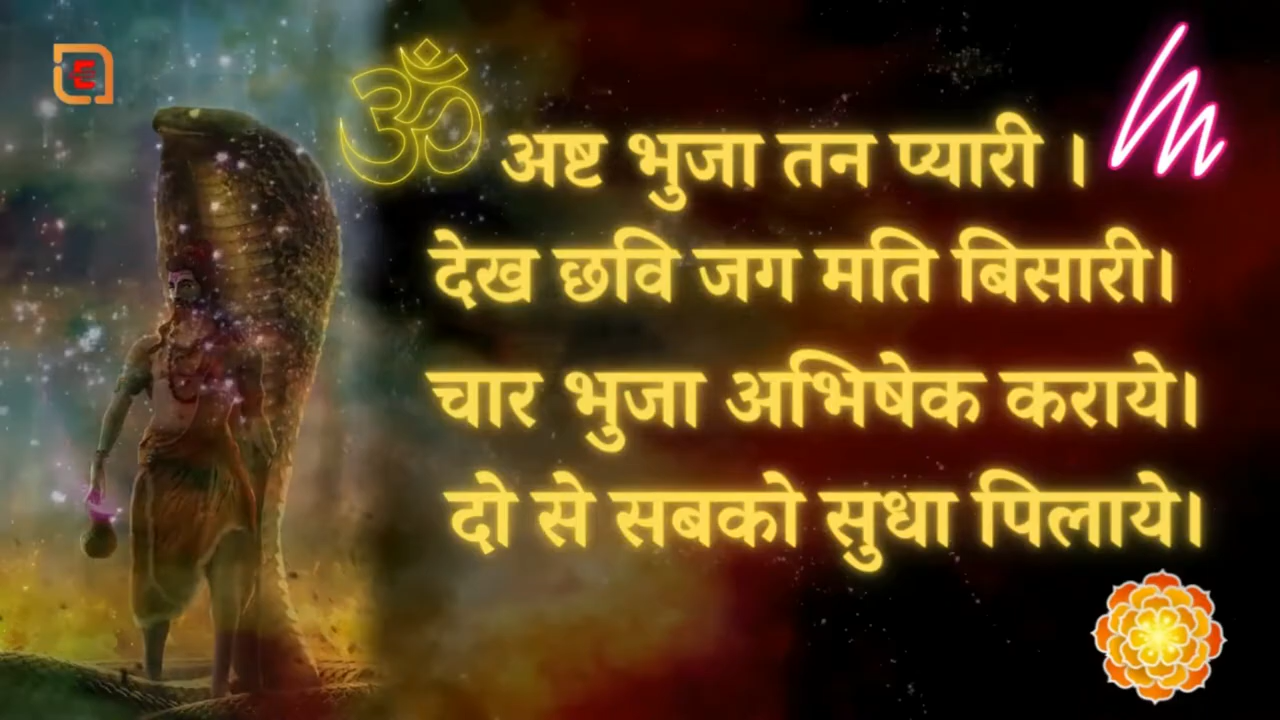 ॐ
अष्ट भुजा तन प्यारी ।
देख छवि जग मति बिसारी।
चार भुजा अभिषेक कराये।
दो से सबको सुधा पिलाये।